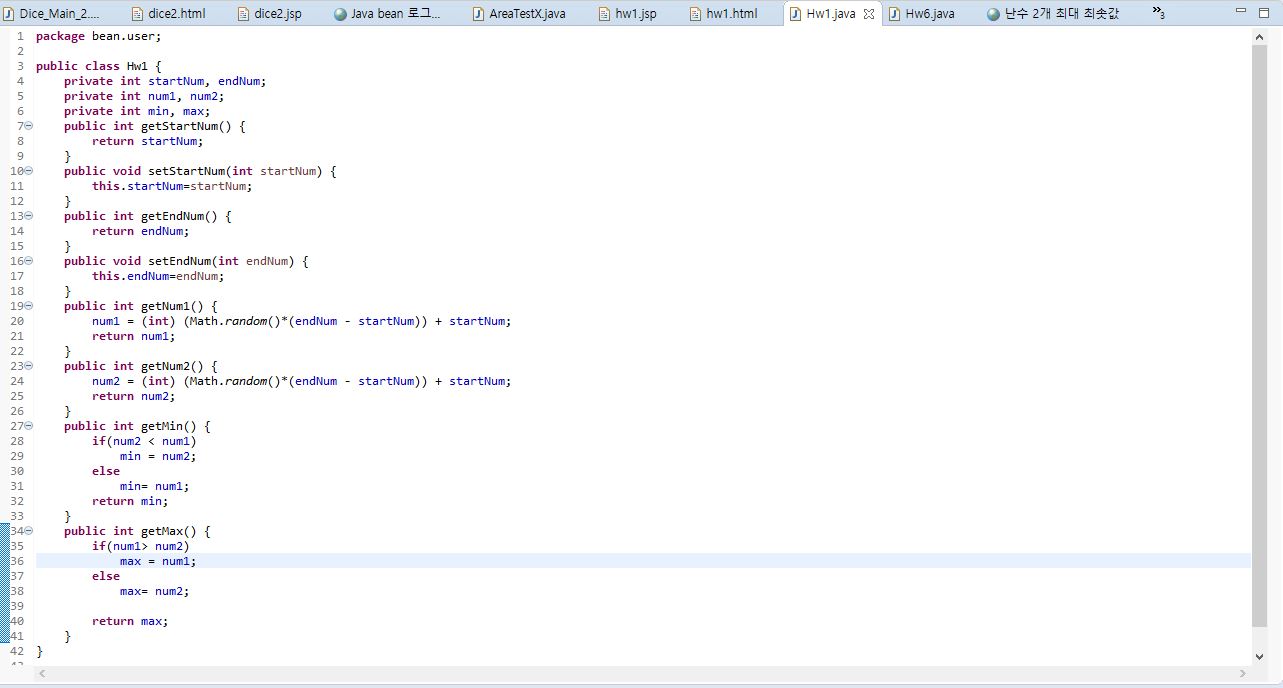 Dice_Main_2.... dice2.html dice2.jsp Java bean 로그... AreaTestX.java hw1.jsp hw1.html Hw1.java Hw6.java 난수 2개 최대 최솟값 »3
1 package bean.user;
2
3 public class Hw1 {
4 private int startNum, endNum;
5 private int num1, num2;
6 private int min, max;
7 public int getStartNum() {
8 return startNum;
9 }
10 public void setStartNum(int startNum) {
11 this.startNum=startNum;
12 }
13 public int getEndNum() {
14 return endNum;
15 }
16 public void setEndNum(int endNum) {
17 this.endNum=endNum;
18 }
19 public int getNum1() {
20 num1 = (int) (Math.random()*(endNum - startNum)) + startNum;
21 return num1;
22 }
23 public int getNum2() {
24 num2 = (int) (Math.random()*(endNum - startNum)) + startNum;
25 return num2;
26 }
27 public int getMin() {
28 if(num2 < num1)
29 min = num2;
30 else
31 min= num1;
32 return min;
33 }
34 public int getMax() {
35 if(num1> num2)
36 max = num1;
37 else
38 max= num2;
39
40 return max;
41 }
42 }